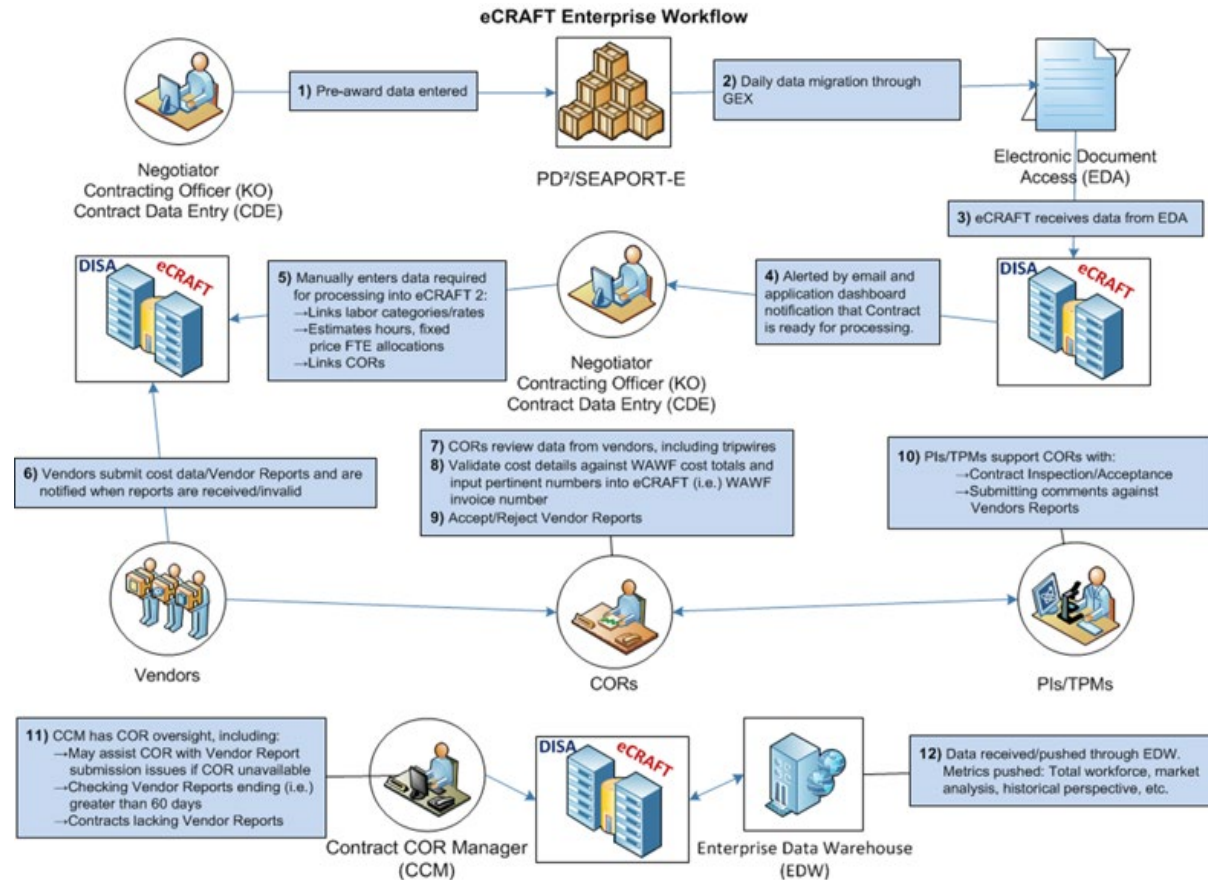 eCRAFT Enterprise Workflow
1) Pre-award data entered
2) Daily data migration through
GEX
Negotiator
Contracting Officer (KO)
Contract Data Entry (CDE)
PD²/SEAPORT-E
Electronic Document
Access (EDA)
3) eCRAFT receives data from EDA
DISA
eCRAFT
5) Manually enters data required
for processing into eCRAFT 2:
→Links labor categories/rates
→Estimates hours, fixed
price FTE allocations
→Links CORs
4) Alerted by email and
application dashboard
notification that Contract
is ready for processing.
DISA
eCRAFT
Negotiator
Contracting Officer (KO)
Contract Data Entry (CDE)
6) Vendors submit cost data/Vendor Reports and are
notified when reports are received/invalid
7) CORs review data from vendors, including tripwires
8) Validate cost details against WAWF cost totals and
input pertinent numbers into eCRAFT (i.e.) WAWF
invoice number
9) Accept/Reject Vendor Reports
10) PIs/TPMs support CORs with:
→Contract Inspection/Acceptance
→Submitting comments against
Vendors Reports
Vendors
CORs
PIs/TPMs
11) CCM has COR oversight, including:
→May assist COR with Vendor Report
submission issues if COR unavailable
→Checking Vendor Reports ending (i.e.)
greater than 60 days
→Contracts lacking Vendor Reports
Contract COR Manager
(CCM)
DISA
eCRAFT
Enterprise Data Warehouse
(EDW)
12) Data received/pushed through EDW.
Metrics pushed: Total workforce, market
analysis, historical perspective, etc.